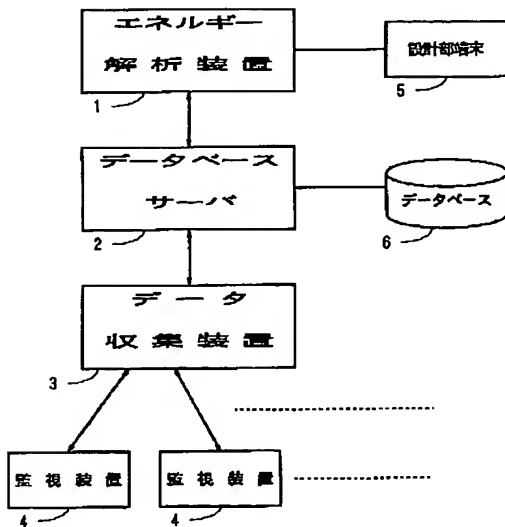 エネルギー
解析装置
1
設計部端末
5
データベース
サーバ
2
データベース
6
データ
収集装置
3
監視装置
4
監視装置
4